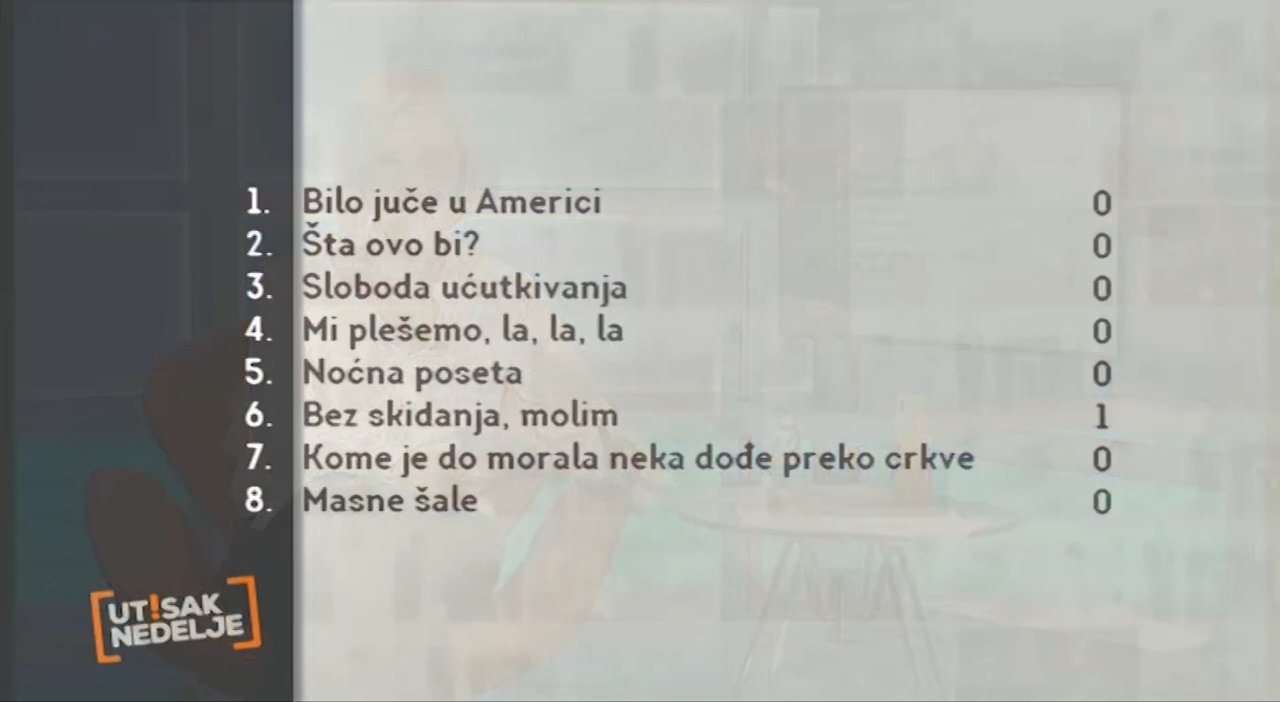 1. Bilo juče u Americi 0
2. Šta ovo bi? 0
3. Sloboda ućutkivanja 0
4. Mi plešemo, la, la, la 0
5. Noćna poseta 0
6. Bez skidanja, molim 1
7. Kome je do morala neka dođe preko crkve 0
8. Masne šale 0
UT!SAK
NEDELJE